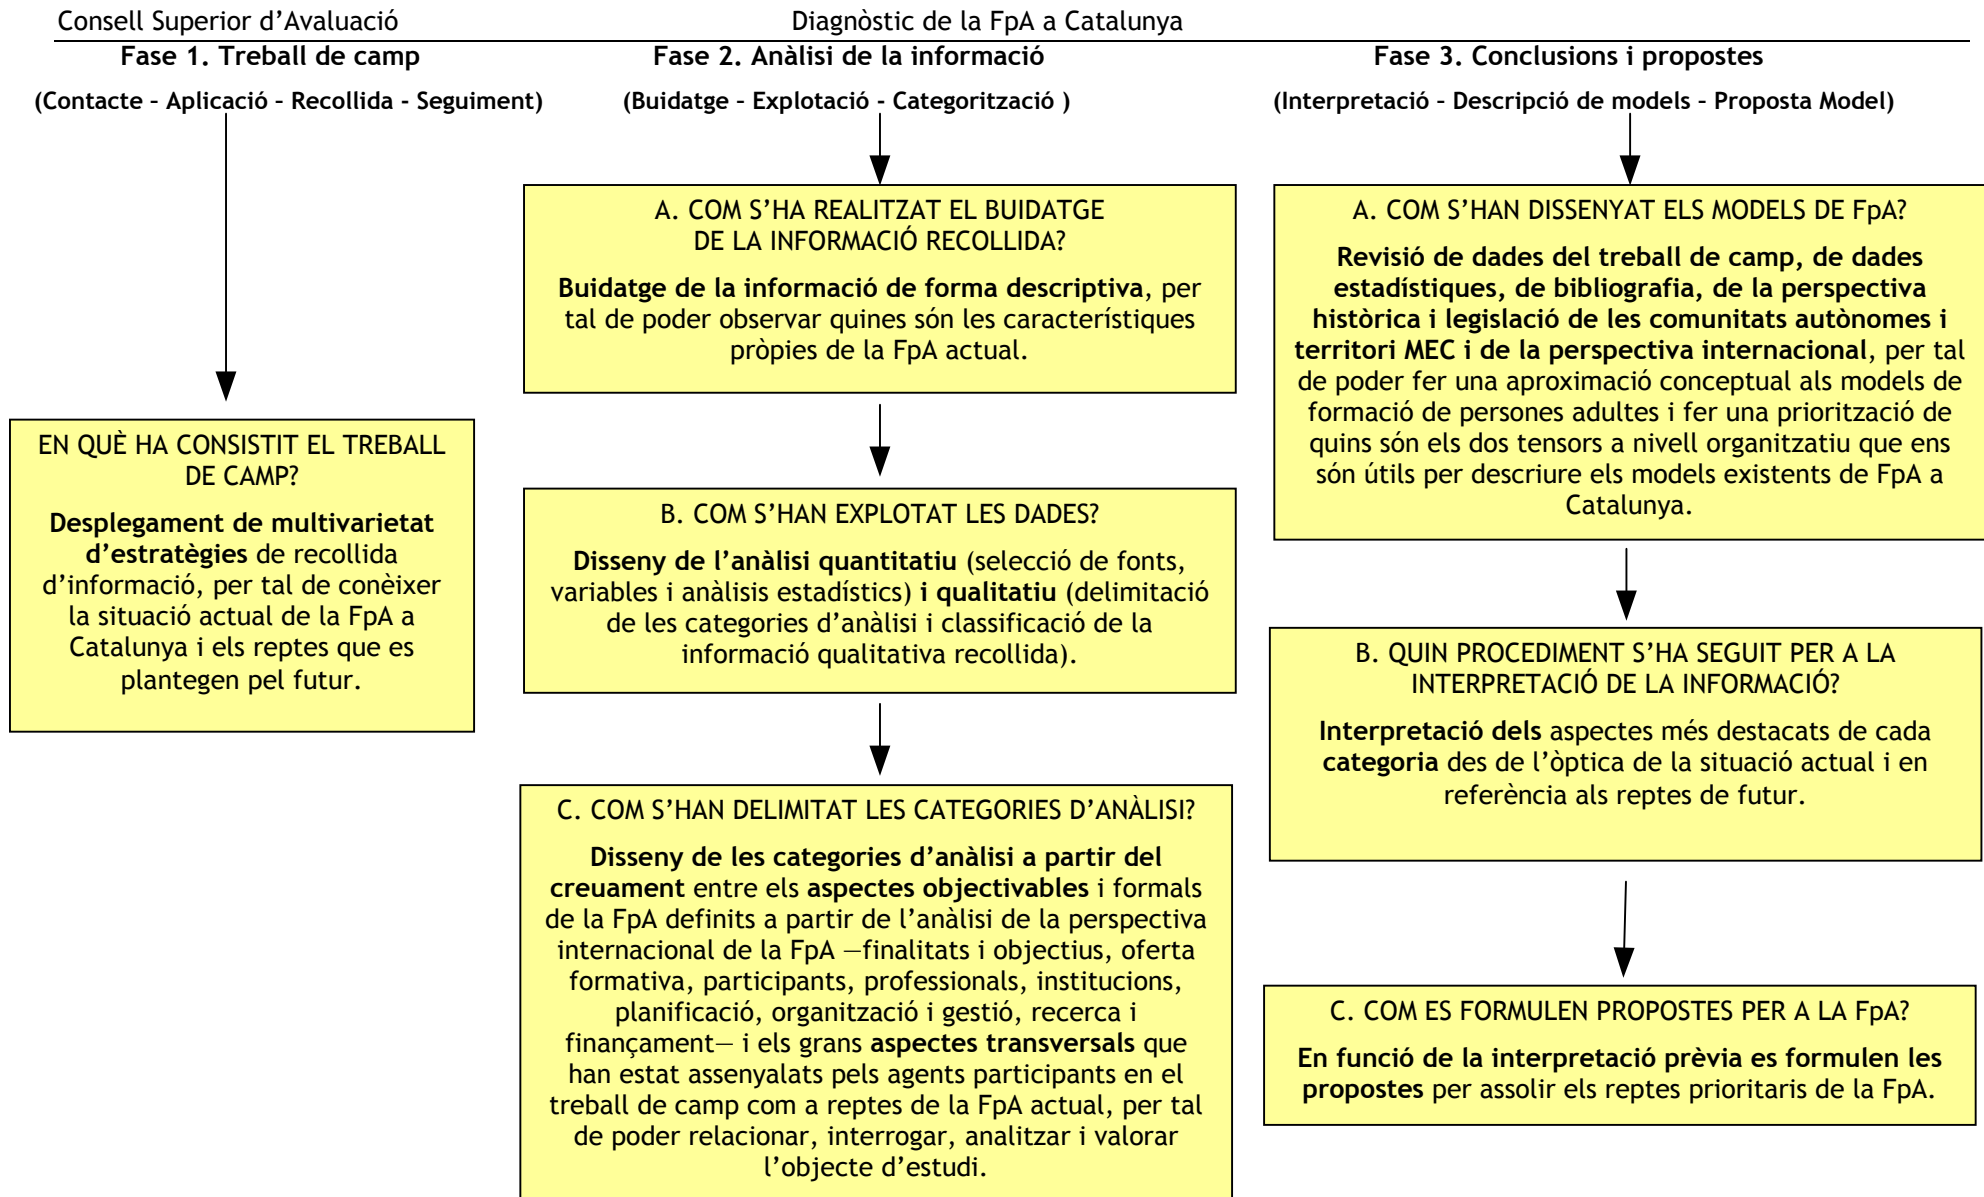 Consell Superior d’Avaluació
Diagnòstic de la FpA a Catalunya
Fase 1. Treball de camp
(Contacte – Aplicació – Recollida - Seguiment)
EN QUÈ HA CONSISTIT EL TREBALL
DE CAMP?
Desplegament de multivarietat
d’estratègies de recollida
d’informació, per tal de conèixer
la situació actual de la FpA a
Catalunya i els reptes que es
plantegen pel futur.
Fase 2. Anàlisi de la informació
(Buidatge – Explotació - Categorització )
A. COM S’HA REALITZAT EL BUIDATGE
DE LA INFORMACIÓ RECOLLIDA?
Buidatge de la informació de forma descriptiva, per
tal de poder observar quines són les característiques
pròpies de la FpA actual.
B. COM S’HAN EXPLOTAT LES DADES?
Disseny de l’anàlisi quantitatiu (selecció de fonts,
variables i anàlisis estadístics) i qualitatiu (delimitació
de les categories d’anàlisi i classificació de la
informació qualitativa recollida).
C. COM S’HAN DELIMITAT LES CATEGORIES D’ANÀLISI?
Disseny de les categories d’anàlisi a partir del
creuament entre els aspectes objectivables i formals
de la FpA definits a partir de l’anàlisi de la perspectiva
internacional de la FpA —finalitats i objectius, oferta
formativa, participants, professionals, institucions,
planificació, organització i gestió, recerca i
finançament— i els grans aspectes transversals que
han estat assenyalats pels agents participants en el
treball de camp com a reptes de la FpA actual, per tal
de poder relacionar, interrogar, analitzar i valorar
l’objecte d’estudi.
Fase 3. Conclusions i propostes
(Interpretació – Descripció de models – Proposta Model)
A. COM S’HAN DISSENYAT ELS MODELS DE FpA?
Revisió de dades del treball de camp, de dades
estadístiques, de bibliografia, de la perspectiva
històrica i legislació de les comunitats autònomes i
territori MEC i de la perspectiva internacional, per tal
de poder fer una aproximació conceptual als models de
formació de persones adultes i fer una priorització de
quins són els dos tensors a nivell organitzatiu que ens
són útils per descriure els models existents de FpA a
Catalunya.
B. QUIN PROCEDIMENT S’HA SEGUIT PER A LA
INTERPRETACIÓ DE LA INFORMACIÓ?
Interpretació dels aspectes més destacats de cada
categoria des de l’òptica de la situació actual i en
referència als reptes de futur.
C. COM ES FORMULEN PROPOSTES PER A LA FpA?
En funció de la interpretació prèvia es formulen les
propostes per assolir els reptes prioritaris de la FpA.